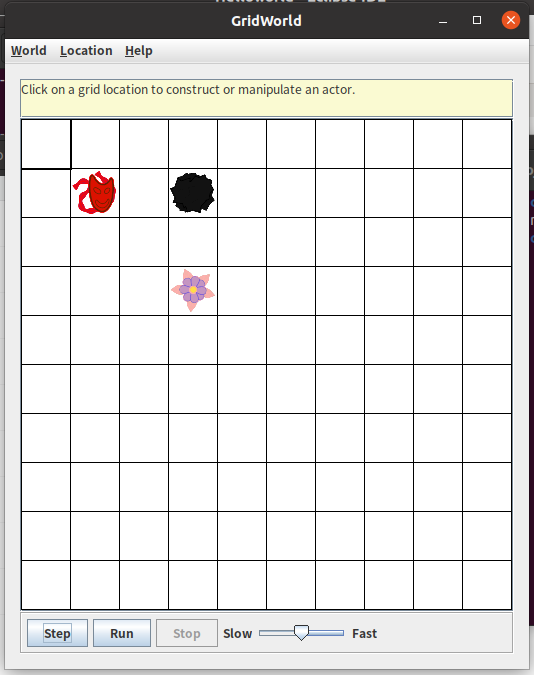 GridWorld
World Location Help
Click on a grid location to construct or manipulate an actor.
Step Run Stop Slow Fast